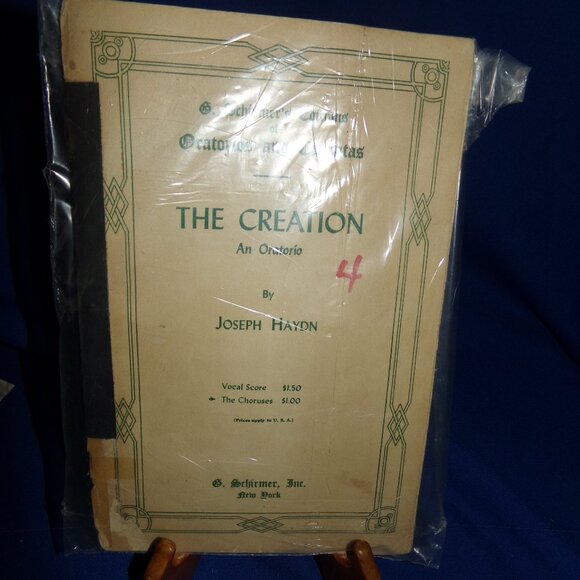 G. Schirmer's Editions
of
Oratorios and Cantatas
THE CREATION
An Oratorio
4
By
JOSEPH HAYDN
Vocal Score $1.50
The Choruses $1.00
(Prices apply to U. S. A.)
G. Schirmer, Inc.
New York